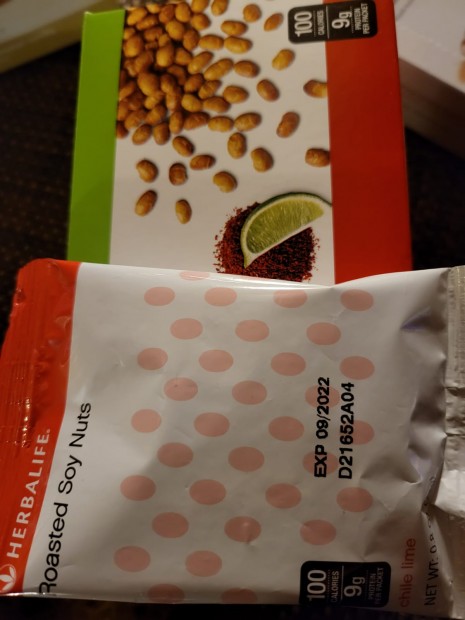 100
CALORIES
9g
PROTEIN
PER PACKET
HERBALIFE.
Roasted Soy Nuts
EXP 09/2022
D21652A04
100
CALORIES
9g
PROTEIN
PER PACKET
chile lime
NET WT.